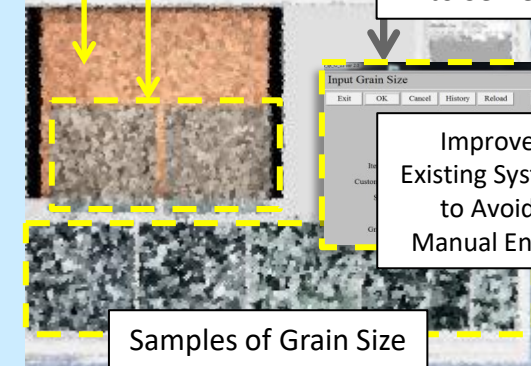 Input Grain Size
Exit OK Cancel History Reload
Improve
Existing Syst
to Avoid
Manual En
Samples of Grain Size